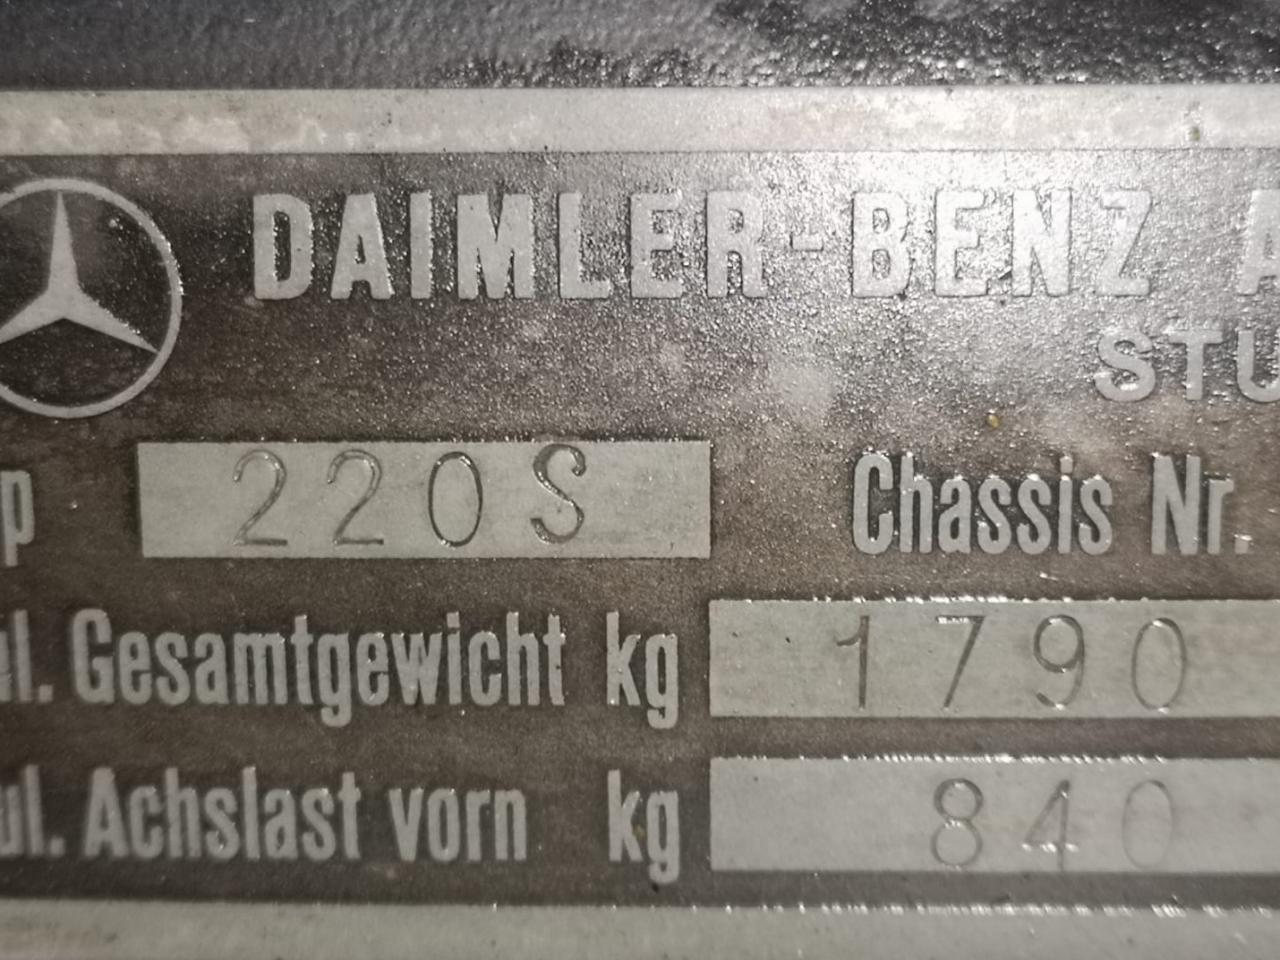 DAIMLER-BENZ A
STU
p 220S Chassis Nr.
ul. Gesamtgewicht kg 1790
ul. Achslast vorn kg 840